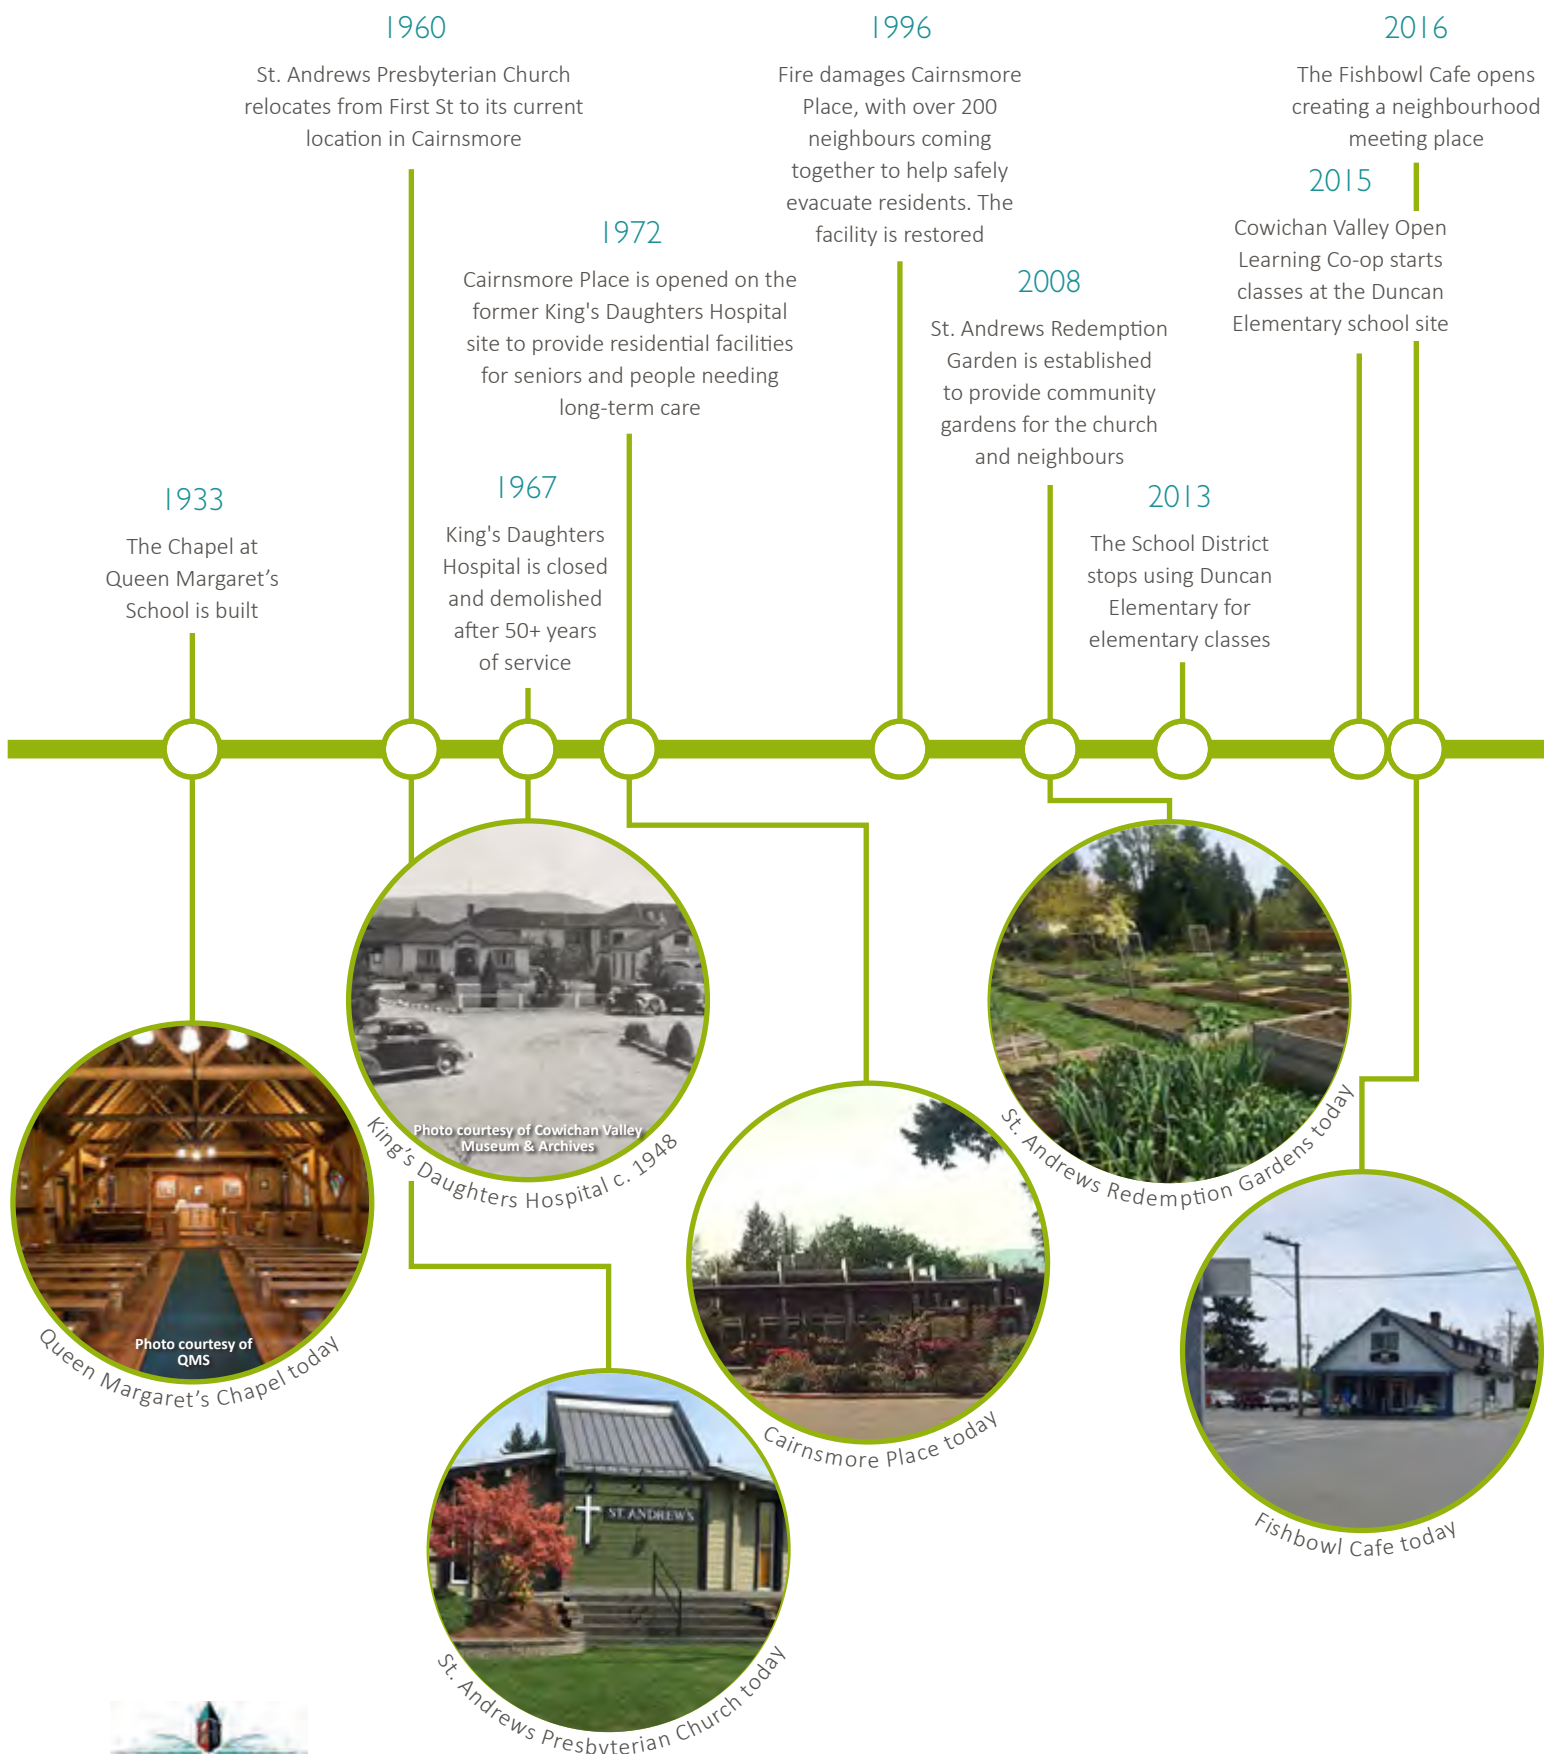 1960
St. Andrews Presbyterian Church
relocates from First St to its current
location in Cairnsmore
1996
Fire damages Cairnsmore
Place, with over 200
neighbours coming
together to help safely
evacuate residents. The
facility is restored
2016
The Fishbowl Cafe opens
creating a neighbourhood
meeting place
1972
Cairnsmore Place is opened on the
former King's Daughters Hospital
site to provide residential facilities
for seniors and people needing
long-term care
2008
St. Andrews Redemption
Garden is established
to provide community
gardens for the church
and neighbours
2015
Cowichan Valley Open
Learning Co-op starts
classes at the Duncan
Elementary school site
1933
The Chapel at
Queen Margaret’s
School is built
1967
King's Daughters
Hospital is closed
and demolished
after 50+ years
of service
2013
The School District
stops using Duncan
Elementary for
elementary classes
Photo courtesy of Cowichan Valley
Museum & Archives
King's Daughters Hospital c. 1948
St. Andrews Redemption Gardens today
Photo courtesy of
QMS
Queen Margaret’s Chapel today
Cairnsmore Place today
Fishbowl Cafe today
ST. ANDREW'S
St. Andrews Presbyterian Church today